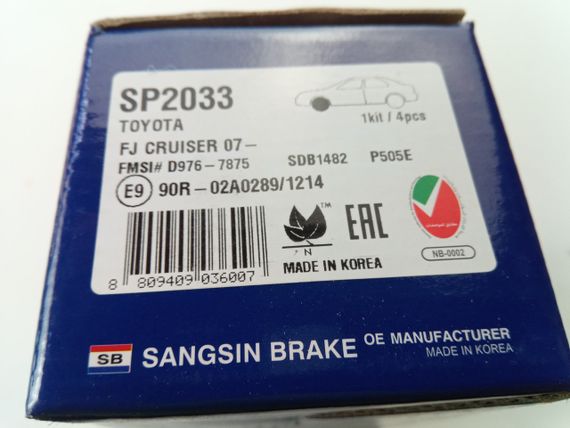 SP2033
TOYOTA
1kit / 4pcs
FJ CRUISER 07-
FMSI# D976-7875 SDB1482 P505E
E9 90R-02A0289/1214
TM
N
EAC
NB-0002
8 809409 036007
MADE IN KOREA
SB SANGSIN BRAKE OE MANUFACTURER
MADE IN KOREA